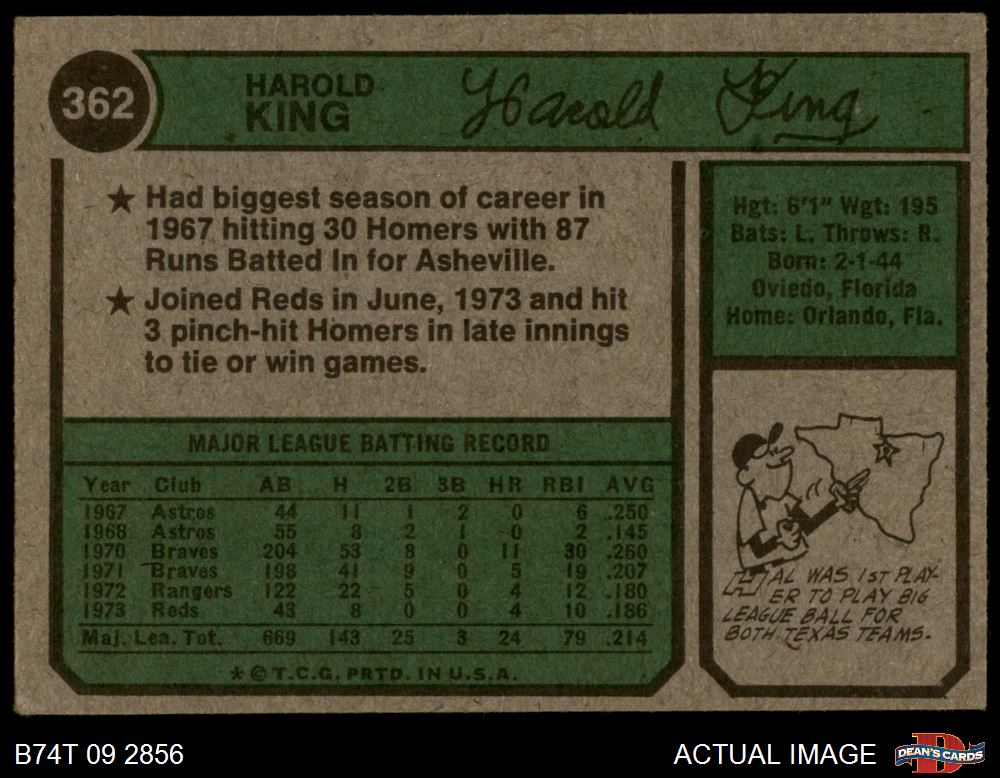 362
HAROLD
KING
Harold King
★ Had biggest season of career in
1967 hitting 30 Homers with 87
Runs Batted In for Asheville.
★ Joined Reds in June, 1973 and hit
3 pinch-hit Homers in late innings
to tie or win games.
MAJOR LEAGUE BATTING RECORD
Year Club AB H 2B 3B HR RBI AVG
1967 Astros 44 11 1 2 0 6 .250
1968 Astros 55 8 2 1 0 2 .145
1970 Braves 204 53 8 0 11 30 .260
1971 Braves 198 41 9 0 5 19 .207
1972 Rangers 122 22 5 0 4 12 .180
1973 Reds 43 8 0 0 4 10 .186
Maj. Lea. Tot. 669 143 25 3 24 79 .214
* © T.C.G. PRTD. IN U.S.A.
Hgt: 6'1" Wgt: 195
Bats: L. Throws: R.
Born: 2-1-44
Oviedo, Florida
Home: Orlando, Fla.
HAL WAS 1ST PLAY-
ER TO PLAY BIG
LEAGUE BALL FOR
BOTH TEXAS TEAMS.
B74T 09 2856
ACTUAL IMAGE
DEAN'S CARDS